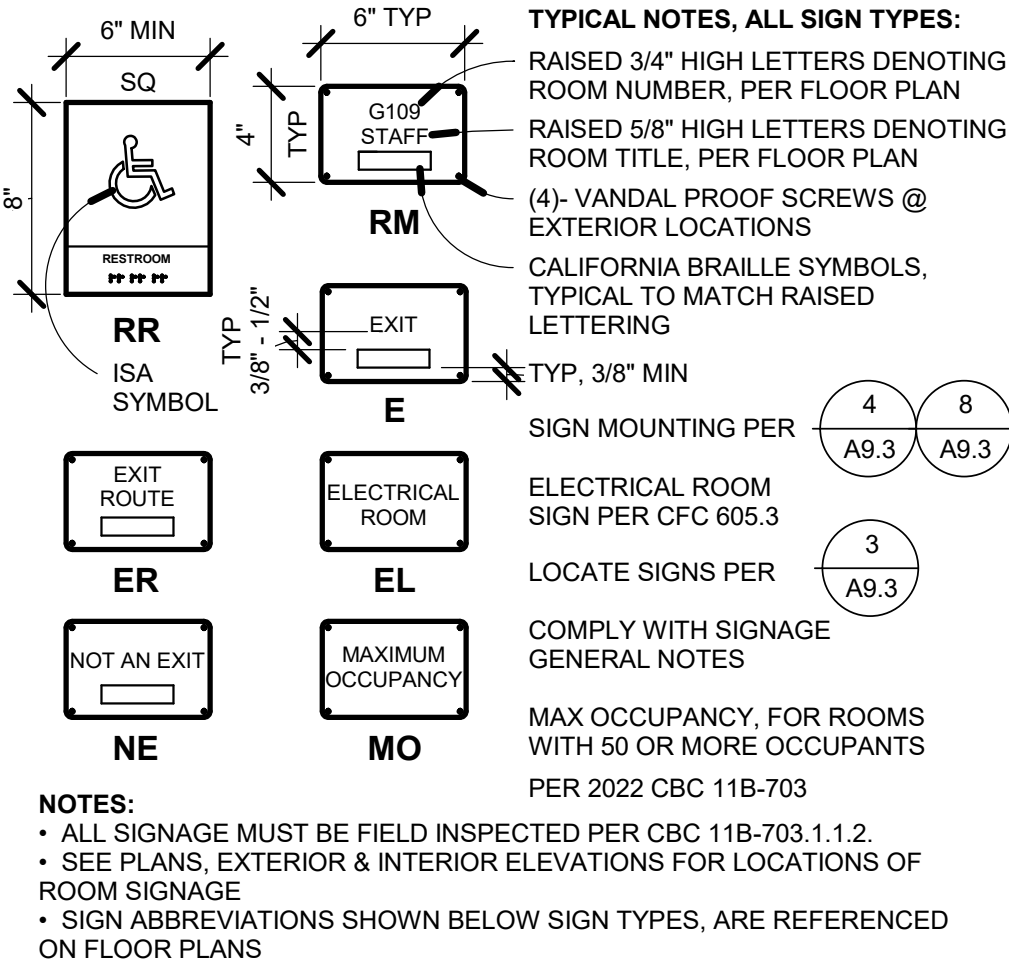 6" MIN
SQ
8"
RESTROOM
RR
ISA
SYMBOL
6" TYP
4"
TYP
G109
STAFF
RM
TYP
3/8" - 1/2"
EXIT
E
EXIT
ROUTE
ER
ELECTRICAL
ROOM
EL
NOT AN EXIT
NE
MAXIMUM
OCCUPANCY
MO
TYPICAL NOTES, ALL SIGN TYPES:
RAISED 3/4" HIGH LETTERS DENOTING
ROOM NUMBER, PER FLOOR PLAN
RAISED 5/8" HIGH LETTERS DENOTING
ROOM TITLE, PER FLOOR PLAN
(4)- VANDAL PROOF SCREWS @
EXTERIOR LOCATIONS
CALIFORNIA BRAILLE SYMBOLS,
TYPICAL TO MATCH RAISED
LETTERING
TYP, 3/8" MIN
SIGN MOUNTING PER
4
A9.3
8
A9.3
ELECTRICAL ROOM
SIGN PER CFC 605.3
LOCATE SIGNS PER
3
A9.3
COMPLY WITH SIGNAGE
GENERAL NOTES
MAX OCCUPANCY, FOR ROOMS
WITH 50 OR MORE OCCUPANTS
PER 2022 CBC 11B-703
NOTES:
• ALL SIGNAGE MUST BE FIELD INSPECTED PER CBC 11B-703.1.1.2.
• SEE PLANS, EXTERIOR & INTERIOR ELEVATIONS FOR LOCATIONS OF
ROOM SIGNAGE
• SIGN ABBREVIATIONS SHOWN BELOW SIGN TYPES, ARE REFERENCED
ON FLOOR PLANS